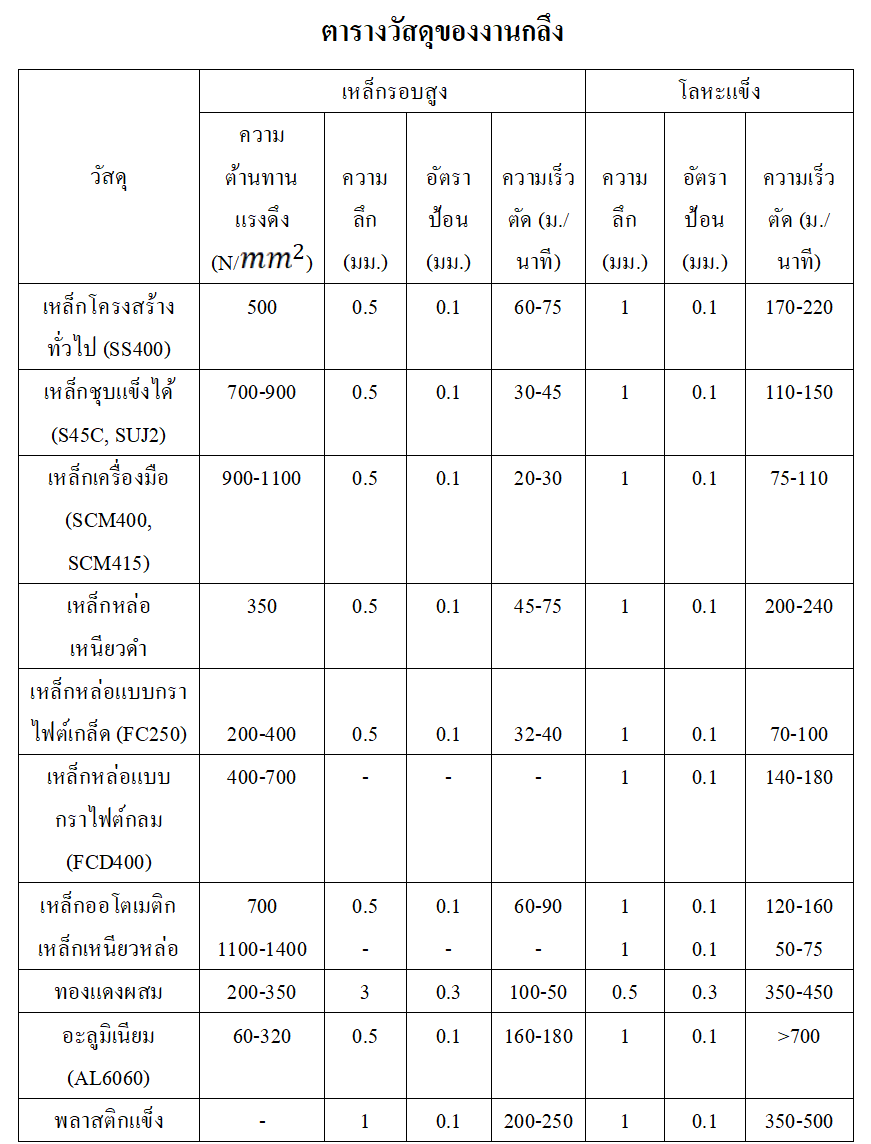 ตารางวัสดุของงานกลึง
วัสดุ
เหล็กรอบสูง
โลหะแข็ง
ความ
ต้านทาน
แรงดึง
(N/mm²)
ความ
ลึก
(มม.)
อัตรา
ป้อน
(มม.)
ความเร็ว
ตัด (ม./
นาที)
ความ
ลึก
(มม.)
อัตรา
ป้อน
(มม.)
ความเร็ว
ตัด (ม./
นาที)
เหล็กโครงสร้าง 500 0.5 0.1 60-75 1 0.1 170-220
ทั่วไป (SS400)
เหล็กชุบแข็งได้ 700-900 0.5 0.1 30-45 1 0.1 110-150
(S45C, SUJ2)
เหล็กเครื่องมือ 900-1100 0.5 0.1 20-30 1 0.1 75-110
(SCM400,
SCM415)
เหล็กหล่อ 350 0.5 0.1 45-75 1 0.1 200-240
เหนียวดำ
เหล็กหล่อแบบกรา
ไฟต์เกล็ด (FC250) 200-400 0.5 0.1 32-40 1 0.1 70-100
เหล็กหล่อแบบ 400-700 - - - 1 0.1 140-180
กราไฟต์กลม
(FCD400)
เหล็กออโตเมติก 700 0.5 0.1 60-90 1 0.1 120-160
เหล็กเหนียวหล่อ 1100-1400 - - - 1 0.1 50-75
ทองแดงผสม 200-350 3 0.3 100-50 0.5 0.3 350-450
อะลูมิเนียม 60-320 0.5 0.1 160-180 1 0.1 >700
(AL6060)
พลาสติกแข็ง - 1 0.1 200-250 1 0.1 350-500